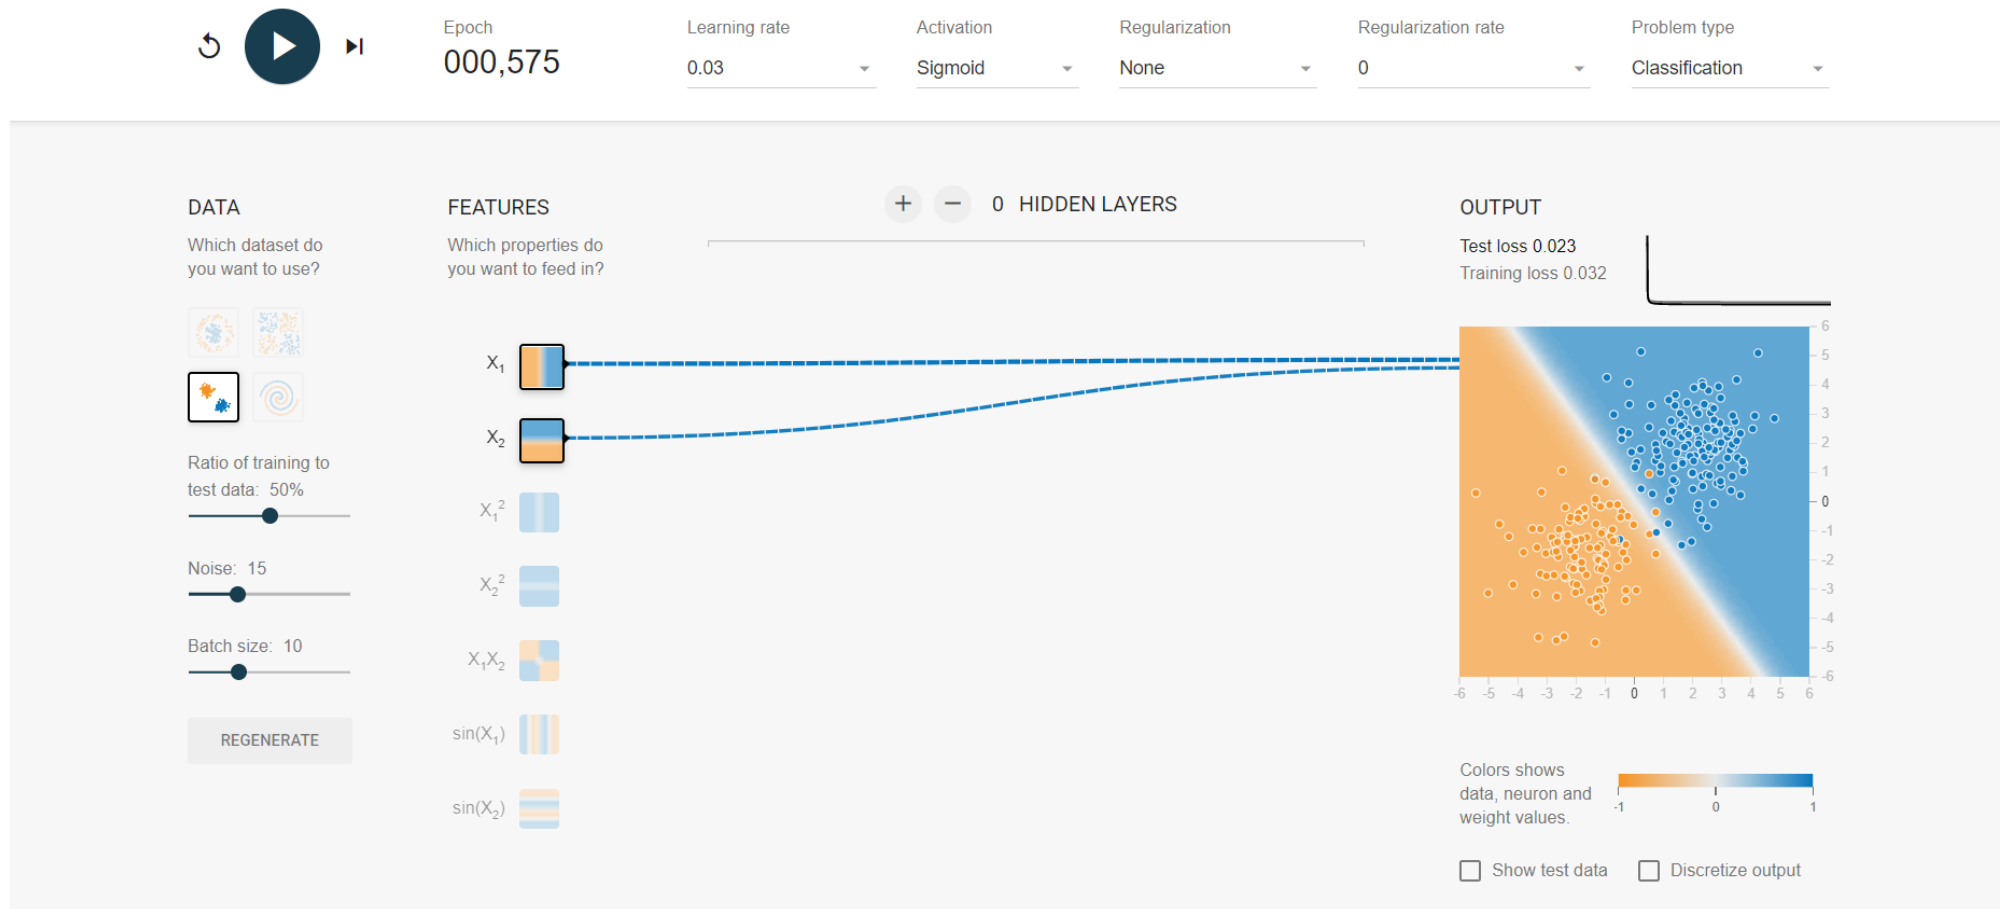 Epoch
000,575
Learning rate
0.03
Activation
Sigmoid
Regularization
None
Regularization rate
0
Problem type
Classification
DATA
Which dataset do
you want to use?
Ratio of training to
test data: 50%
Noise: 15
Batch size: 10
REGENERATE
FEATURES
Which properties do
you want to feed in?
X₁
X₂
X₁²
X₂²
X₁X₂
sin(X₁)
sin(X₂)
+ − 0 HIDDEN LAYERS
OUTPUT
Test loss 0.023
Training loss 0.032
6
5
4
3
2
1
0
-1
-2
-3
-4
-5
-6
-6 -5 -4 -3 -2 -1 0 1 2 3 4 5 6
Colors shows
data, neuron and
weight values.
-1 0 1
Show test data
Discretize output